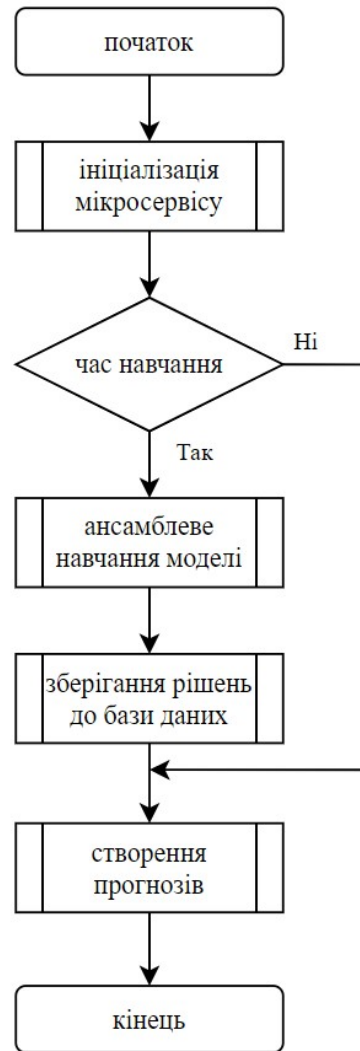 початок
ініціалізація
мікросервісу
час навчання
Ні
Так
ансамблеве
навчання моделі
зберігання рішень
до бази даних
створення
прогнозів
кінець